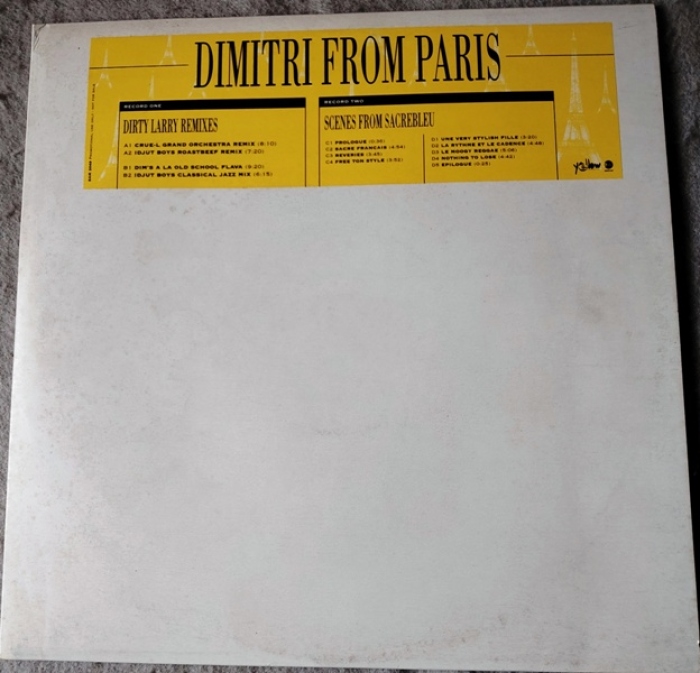 DIMITRI FROM PARIS
RECORD ONE
DIRTY LARRY REMIXES
A1 CRUE-L GRAND ORCHESTRA REMIX (8:10)
A2 IDJUT BOYS ROASTBEEF REMIX (7:20)
B1 DIM'S A LA OLD SCHOOL FLAVA (6:20)
B2 IDJUT BOYS CLASSICAL JAZZ MIX (6:15)
RECORD TWO
SCENES FROM SACREBLEU
C1 PROLOGUE (0:30)
C2 SACRE FRANCAIS (4:54)
C3 REVERIES (3:45)
C4 FREE TON STYLE (4:52)
D1 UNE VERY STYLISH FILLE (3:20)
D2 LA RYTHME ET LE CADENCE (4:48)
D3 LE MOOGY REGGAE (5:06)
D4 NOTHING TO LOSE (4:42)
D5 EPILOGUE (0:25)
Yellow